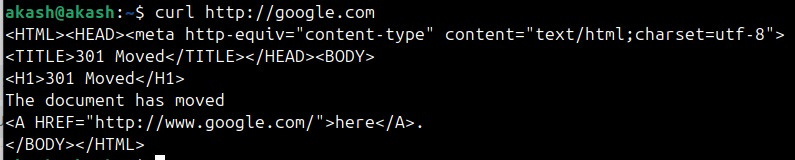 akash@akash:~$ curl http://google.com
<HTML><HEAD><meta http-equiv="content-type" content="text/html;charset=utf-8">
<TITLE>301 Moved</TITLE></HEAD><BODY>
<H1>301 Moved</H1>
The document has moved
<A HREF="http://www.google.com/">here</A>.
</BODY></HTML>